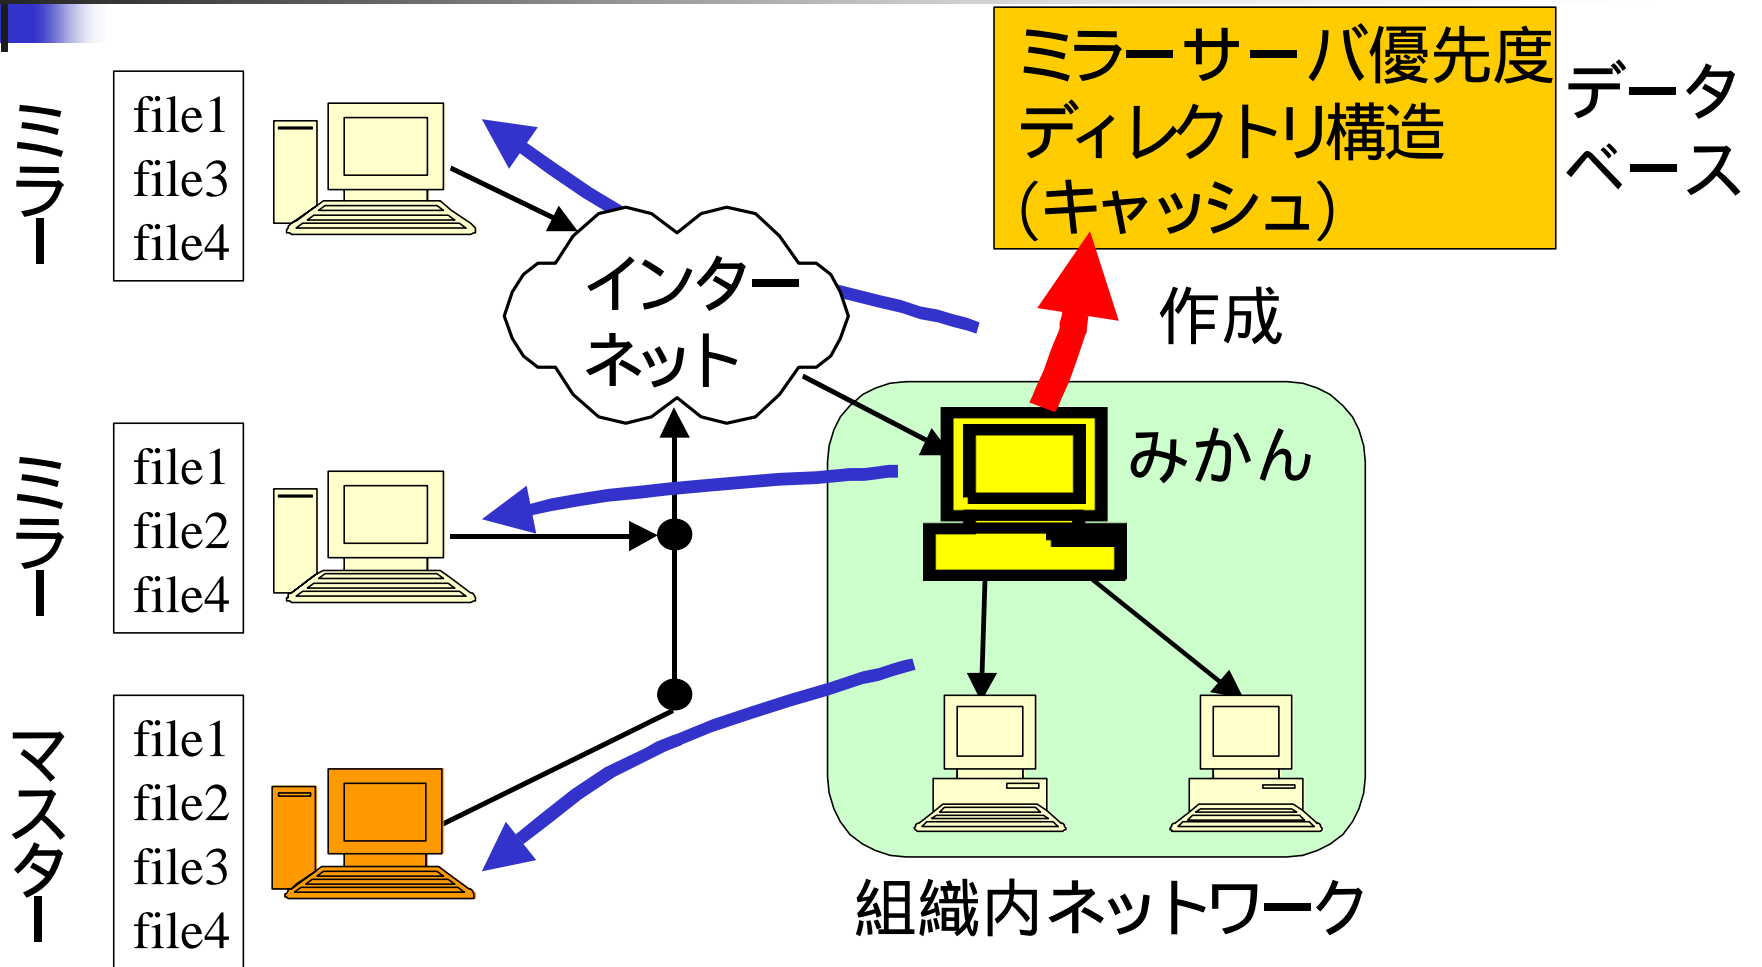 ミラーサーバ優先度
ディレクトリ構造
(キャッシュ)
データ
ベース
ミラー
file1
file3
file4
インター
ネット
作成
みかん
ミラー
file1
file2
file4
マスター
file1
file2
file3
file4
組織内ネットワーク